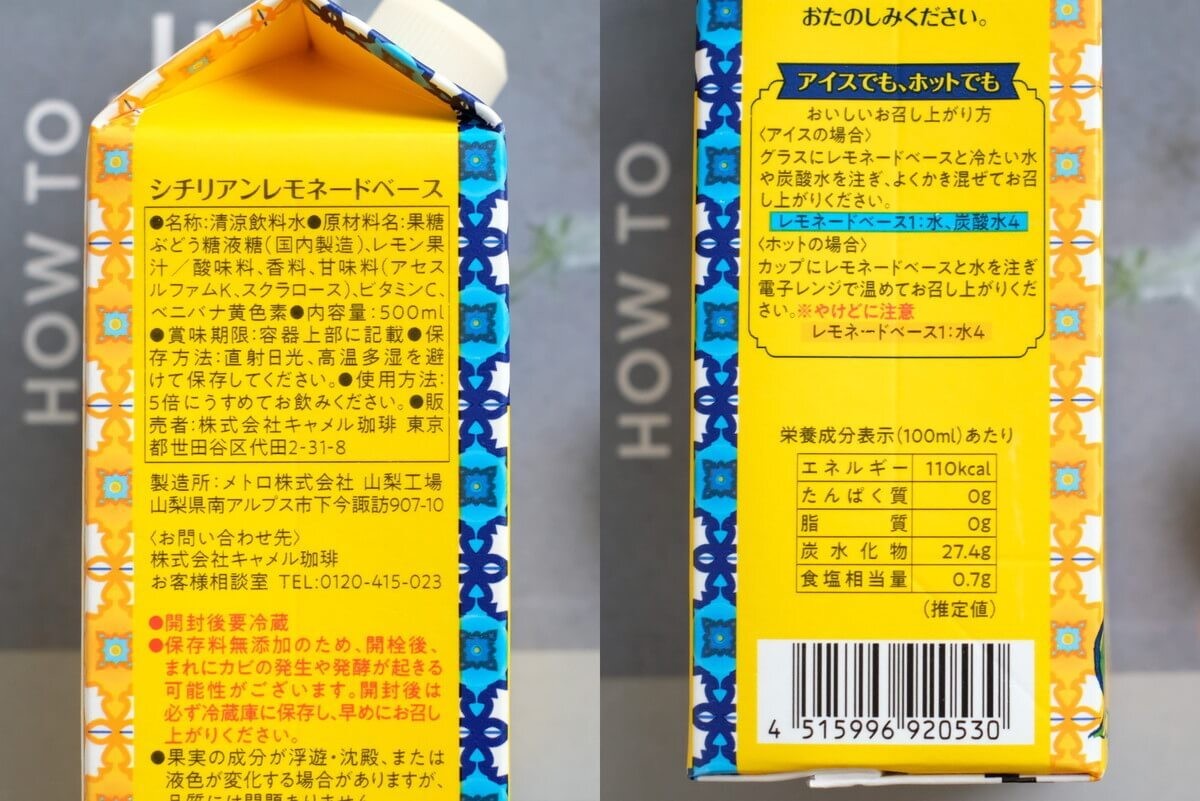 HOW TO
シチリアンレモネードベース
●名称:清涼飲料水●原材料名:果糖
ぶどう糖液糖(国内製造)、レモン果
汁/酸味料、香料、甘味料(アセス
ルファムK、スクラロース)、ビタミンC、
ベニバナ黄色素●内容量:500ml
●賞味期限:容器上部に記載●保
存方法:直射日光、高温多湿を避
けて保存してください。●使用方法:
5倍にうすめてお飲みください。●販
売者:株式会社キャメル珈琲 東京
都世田谷区代田2-31-8
製造所:メトロ株式会社 山梨工場
山梨県南アルプス市下今諏訪907-10
〈お問い合わせ先〉
株式会社キャメル珈琲
お客様相談室 TEL:0120-415-023
●開封後要冷蔵
●保存料無添加のため、開栓後、
まれにカビの発生や発酵が起きる
可能性がございます。開封後は
必ず冷蔵庫に保存し、早めにお召し
上がりください。
●果実の成分が浮遊・沈殿、または
液色が変化する場合がありますが、
品質には問題ありません
HOW TO
おたのしみください。
アイスでも、ホットでも
おいしいお召し上がり方
〈アイスの場合〉
グラスにレモネードベースと冷たい水
や炭酸水を注ぎ、よくかき混ぜてお召
し上がりください。
レモネードベース1:水、炭酸水4
〈ホットの場合〉
カップにレモネードベースと水を注ぎ
電子レンジで温めてお召し上がりくだ
さい。※やけどに注意
レモネードベース1:水4
栄養成分表示(100ml)あたり
エネルギー 110kcal
たんぱく質 0g
脂質 0g
炭水化物 27.4g
食塩相当量 0.7g
(推定値)
4 515996 920530